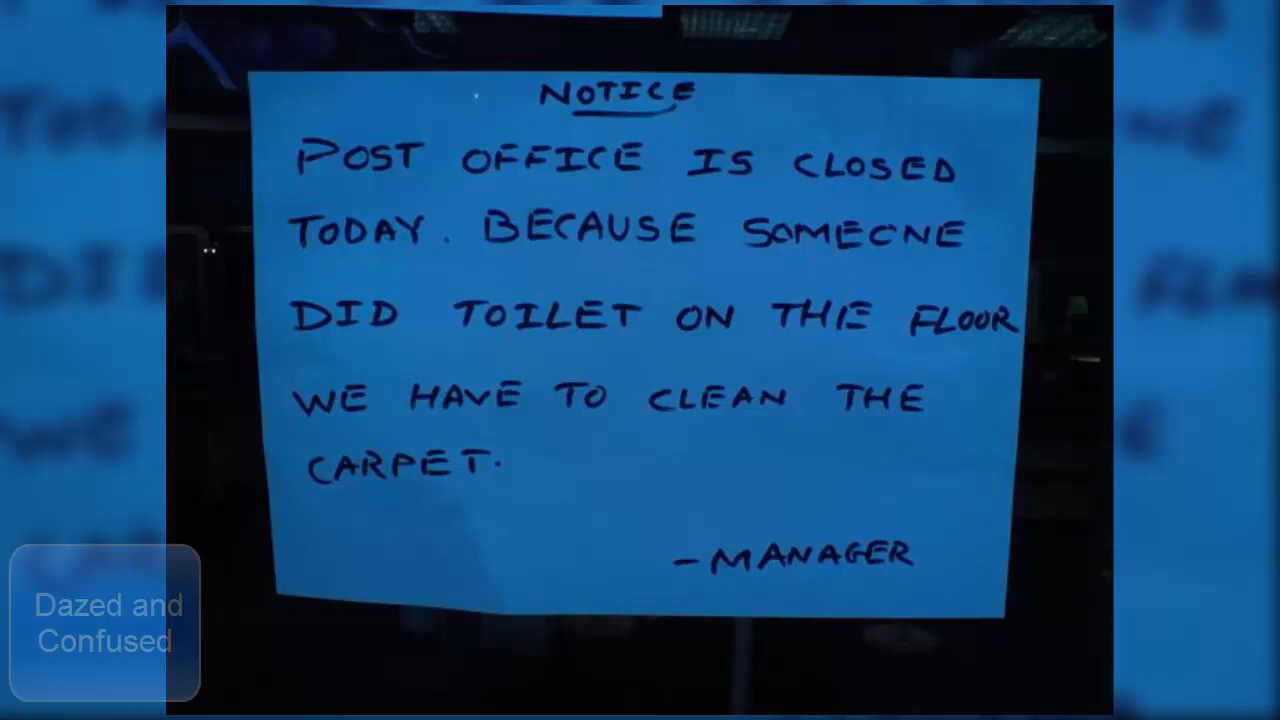 NOTICE
POST OFFICE IS CLOSED
TODAY. BECAUSE SOMEONE
DID TOILET ON THE FLOOR
WE HAVE TO CLEAN THE
CARPET.
- MANAGER
Dazed and
Confused